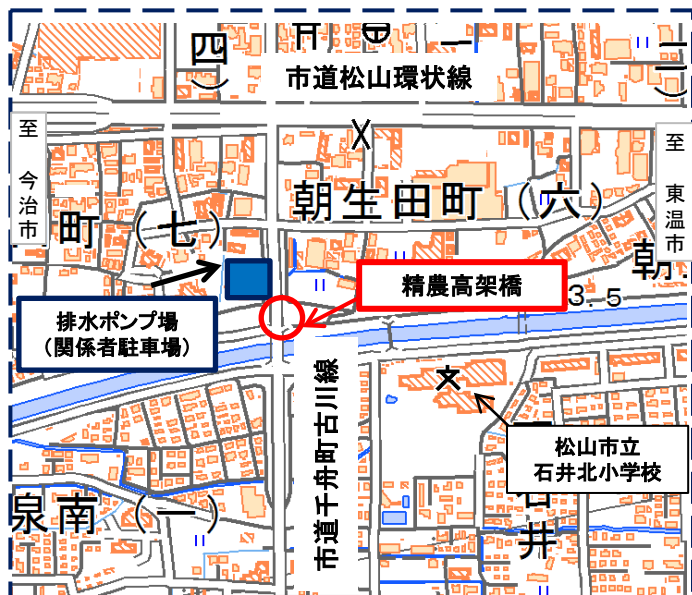 四）
市道松山環状線
至 今治市
至 東温市
朝生田町（六）
町（七）
朝
精農高架橋
3.5
排水ポンプ場
（関係者駐車場）
市道千舟町古川線
松山市立
石井北小学校
泉南（一）
井